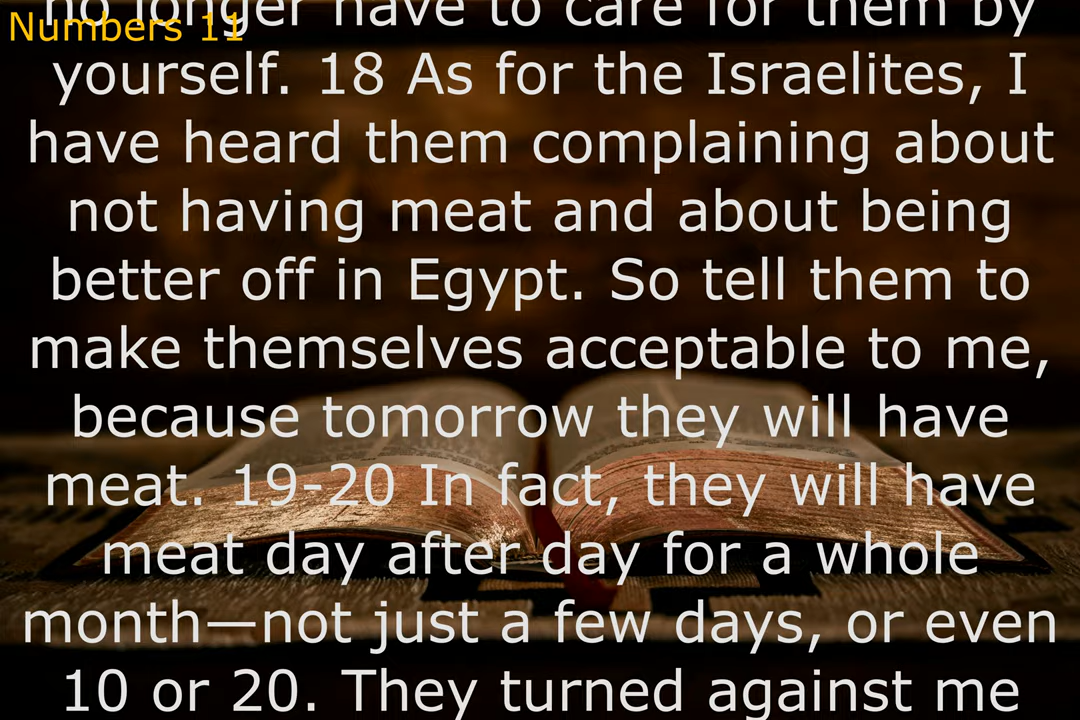 Numbers 11
no longer have to care for them by
yourself. 18 As for the Israelites, I
have heard them complaining about
not having meat and about being
better off in Egypt. So tell them to
make themselves acceptable to me,
because tomorrow they will have
meat. 19-20 In fact, they will have
meat day after day for a whole
month—not just a few days, or even
10 or 20. They turned against me